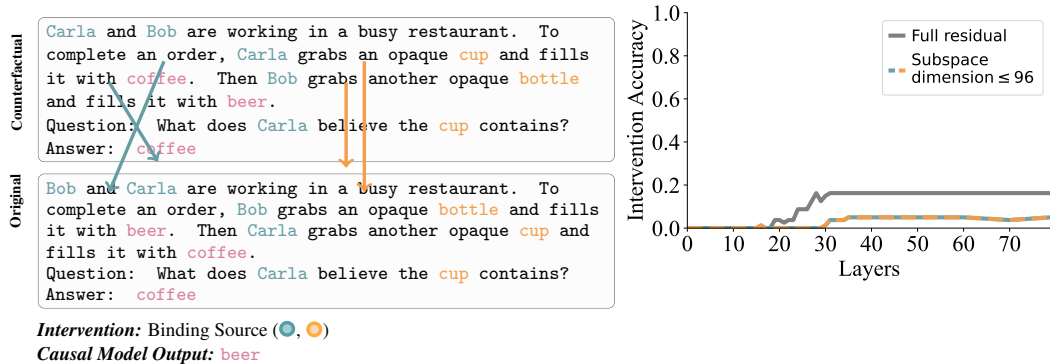 Counterfactual
Carla and Bob are working in a busy restaurant. To
complete an order, Carla grabs an opaque cup and fills
it with coffee. Then Bob grabs another opaque bottle
and fills it with beer.
Question: What does Carla believe the cup contains?
Answer: coffee
Original
Bob and Carla are working in a busy restaurant. To
complete an order, Bob grabs an opaque bottle and fills
it with beer. Then Carla grabs another opaque cup and
fills it with coffee.
Question: What does Carla believe the cup contains?
Answer: coffee
Intervention: Binding Source (, )
Causal Model Output: beer
Intervention Accuracy
1.0
0.8
0.6
0.4
0.2
0.0
Full residual
Subspace
dimension ≤ 96
0 10 20 30 40 50 60 70
Layers